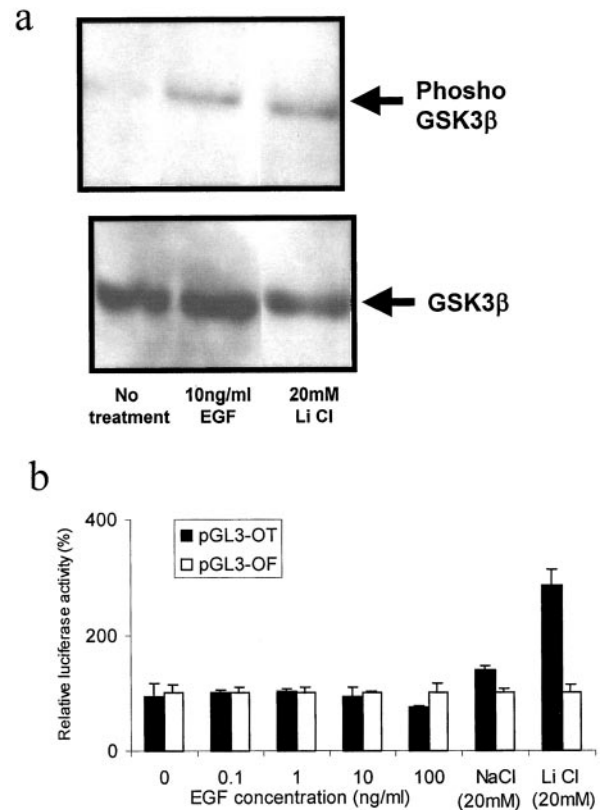 a
Phosho
GSK3β
GSK3β
No treatment
10ng/ml EGF
20mM Li Cl
b
Relative luciferase activity (%)
400
200
0
pGL3-OT
pGL3-OF
0 0.1 1 10 100 NaCl Li Cl
EGF concentration (ng/ml) (20mM) (20mM)